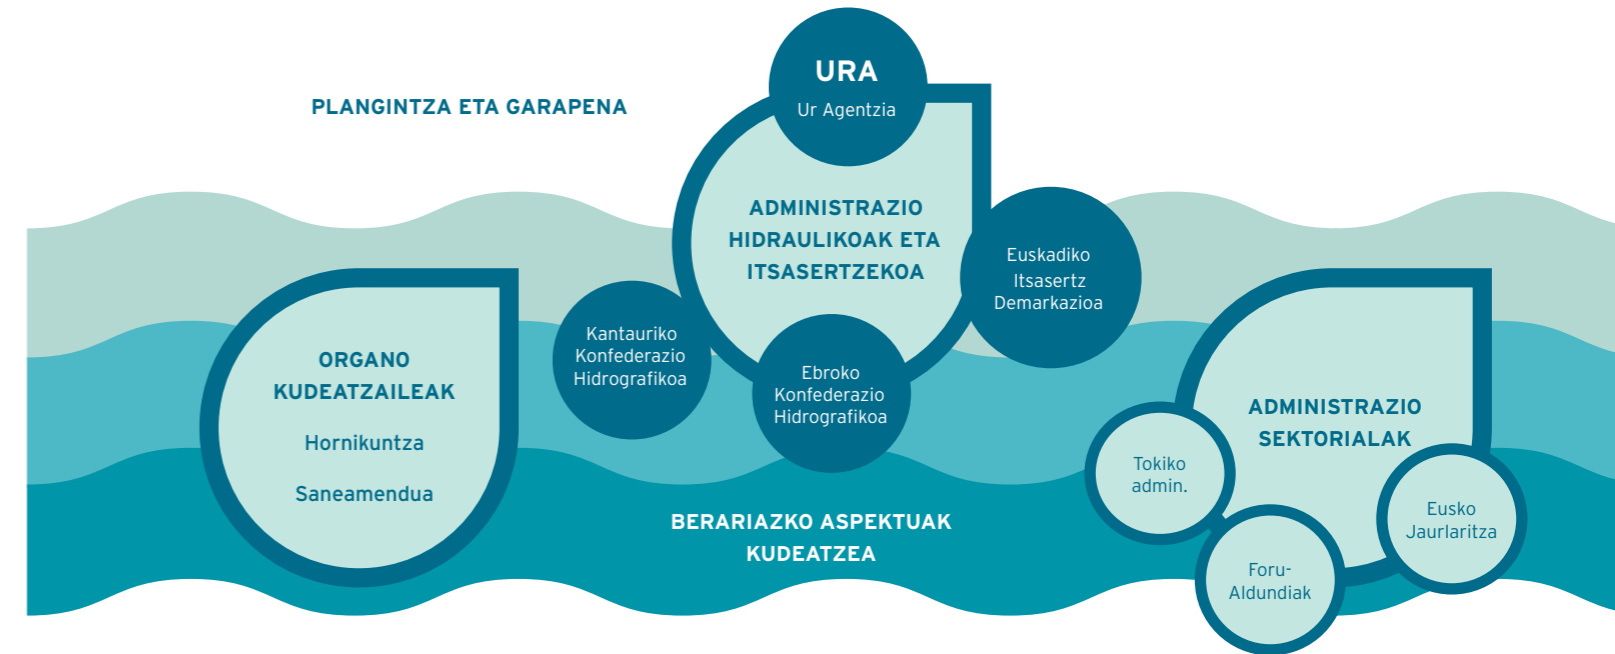 URA
Ur Agentzia
PLANGINTZA ETA GARAPENA
ADMINISTRAZIO
HIDRAULIKOAK ETA
ITSASERTZEKOA
Euskadiko
Itsasertz
Demarkazioa
Kantauriko
Konfederazio
Hidrografikoa
Ebroko
Konfederazio
Hidrografikoa
ORGANO
KUDEATZAILEAK
Hornikuntza
Saneamendua
ADMINISTRAZIO
SEKTORIALAK
Tokiko
admin.
Eusko
Jaurlaritza
Foru-
Aldundiak
BERARIAZKO ASPEKTUAK
KUDEATZEA